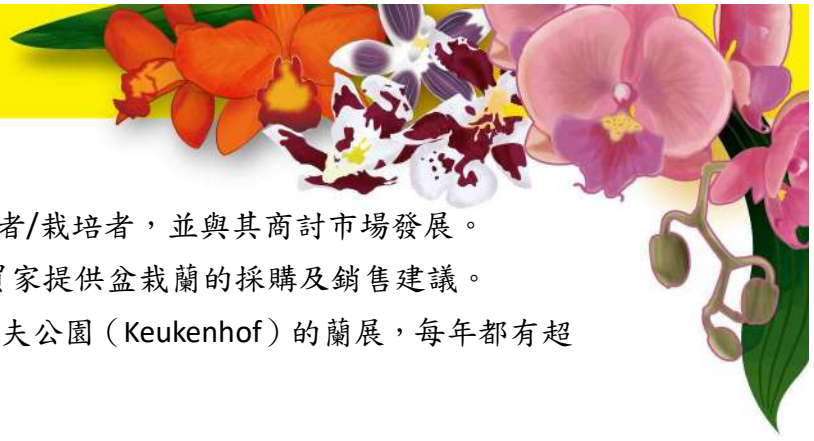 者/栽培者，並與其商討市場發展。
買家提供盆栽蘭的採購及銷售建議。
夫公園（Keukenhof）的蘭展，每年都有超